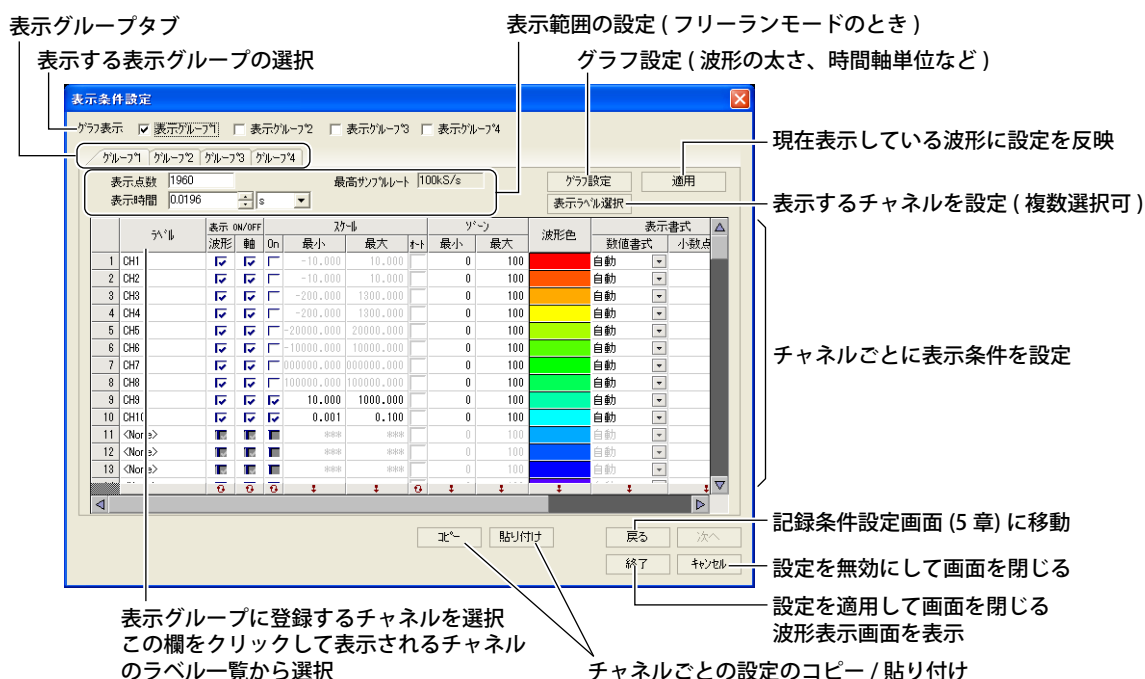 表示グループタブ
表示する表示グループの選択
表示範囲の設定 ( フリーランモードのとき )
グラフ設定 ( 波形の太さ、時間軸単位など )
表示条件設定
グラフ表示 表示グループ1 表示グループ2 表示グループ3 表示グループ4
現在表示している波形に設定を反映
グループ1 グループ2 グループ3 グループ4
表示点数 1960 最高サンプルレート 100kS/s グラフ設定 適用
表示時間 0.0196 s 表示ラベル選択
表示するチャネルを設定 ( 複数選択可 )
ラベル 表示 ON/OFF スケール ゾーン 波形色 表示書式
波形 軸 On 最小 最大 オート 最小 最大 数値書式 小数点
1 CH1 -10.000 10.000 0 100 自動
2 CH2 -10.000 10.000 0 100 自動
3 CH3 -200.000 1300.000 0 100 自動
4 CH4 -200.000 1300.000 0 100 自動
5 CH5 -20000.000 20000.000 0 100 自動
6 CH6 -10000.000 10000.000 0 100 自動
7 CH7 000000.000 000000.000 0 100 自動
8 CH8 100000.000 100000.000 0 100 自動
9 CH9 10.000 1000.000 0 100 自動
10 CH10 0.001 0.100 0 100 自動
11 <None> *** *** 0 100 自動
12 <None> *** *** 0 100 自動
13 <None> *** *** 0 100 自動
チャネルごとに表示条件を設定
コピー 貼り付け 戻る 次へ
終了 キャンセル
記録条件設定画面 (5 章) に移動
設定を無効にして画面を閉じる
設定を適用して画面を閉じる
波形表示画面を表示
表示グループに登録するチャネルを選択
この欄をクリックして表示されるチャネル
のラベル一覧から選択
チャネルごとの設定のコピー / 貼り付け